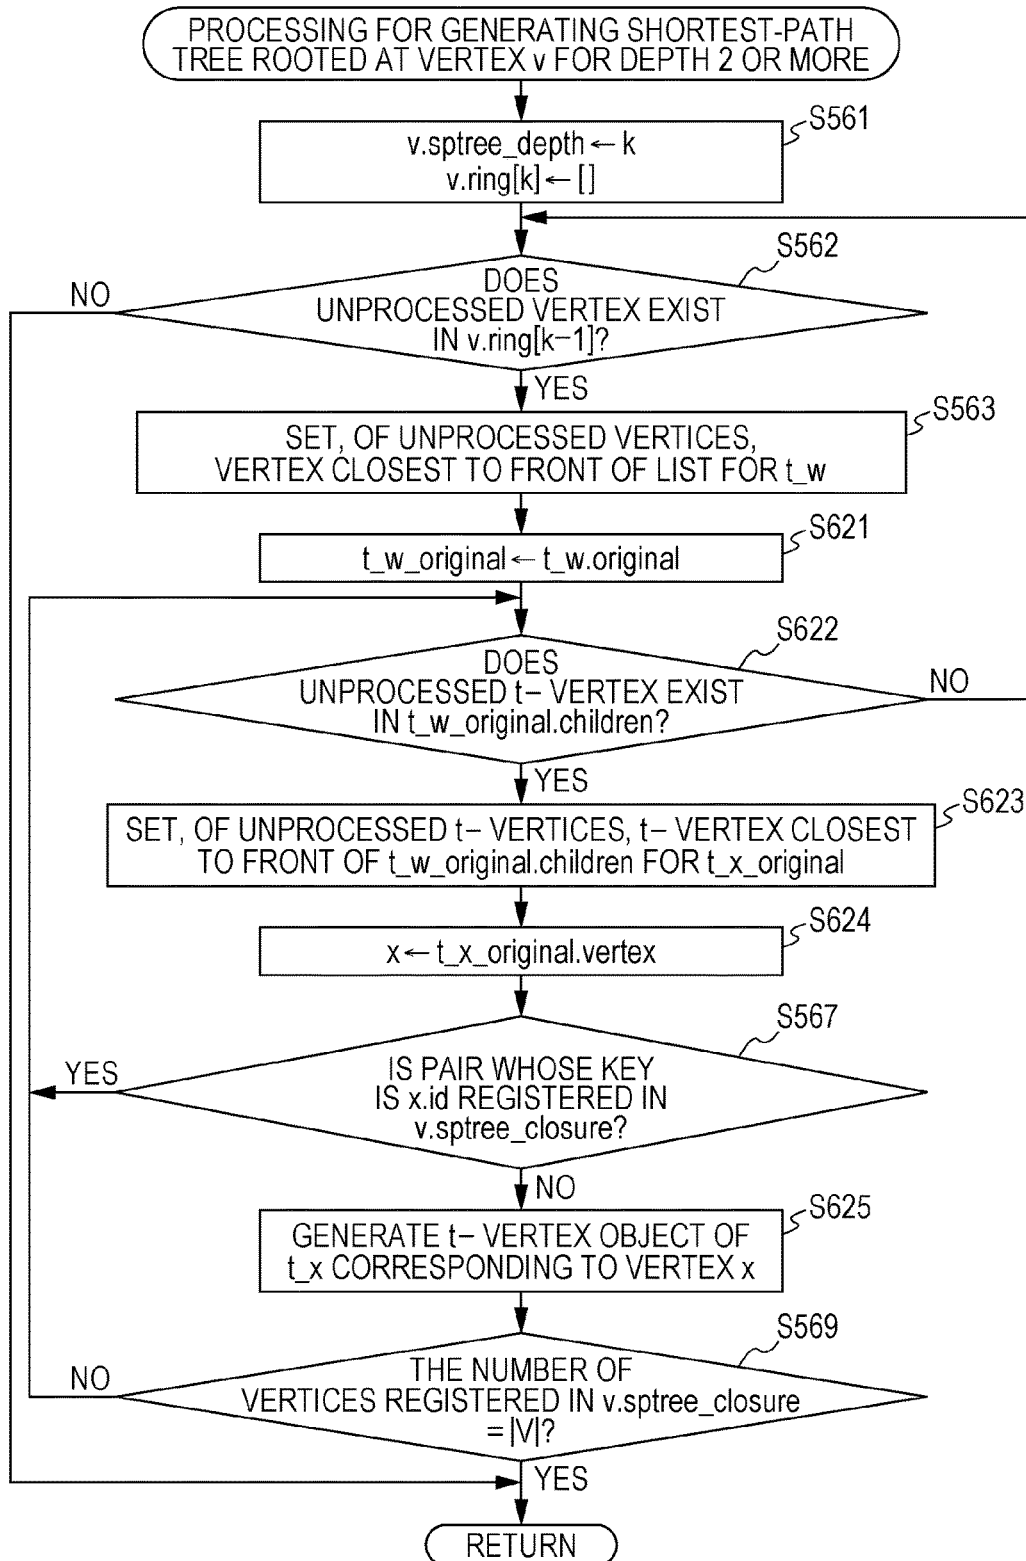 PROCESSING FOR GENERATING SHORTEST-PATH
TREE ROOTED AT VERTEX v FOR DEPTH 2 OR MORE
S561
v.sptree_depth ← k
v.ring[k] ← [ ]
S562
NO
DOES
UNPROCESSED VERTEX EXIST
IN v.ring[k−1]?
YES
S563
SET, OF UNPROCESSED VERTICES,
VERTEX CLOSEST TO FRONT OF LIST FOR t_w
S621
t_w_original ← t_w.original
S622
DOES
UNPROCESSED t− VERTEX EXIST
IN t_w_original.children?
NO
YES
S623
SET, OF UNPROCESSED t− VERTICES, t− VERTEX CLOSEST
TO FRONT OF t_w_original.children FOR t_x_original
S624
x ← t_x_original.vertex
S567
YES
IS PAIR WHOSE KEY
IS x.id REGISTERED IN
v.sptree_closure?
NO
S625
GENERATE t− VERTEX OBJECT OF
t_x CORRESPONDING TO VERTEX x
S569
NO
THE NUMBER OF
VERTICES REGISTERED IN v.sptree_closure
= |V|?
YES
RETURN